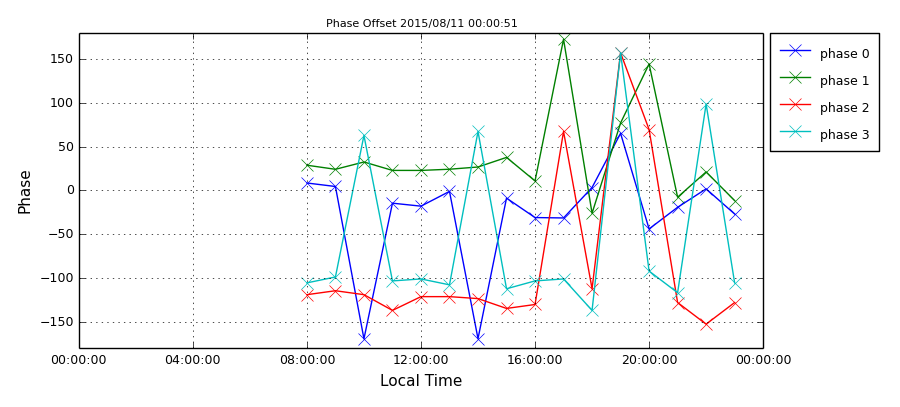 Phase Offset 2015/08/11 00:00:51
150
100
50
0
−50
−100
−150
Phase
00:00:00 04:00:00 08:00:00 12:00:00 16:00:00 20:00:00 00:00:00
Local Time
phase 0
phase 1
phase 2
phase 3